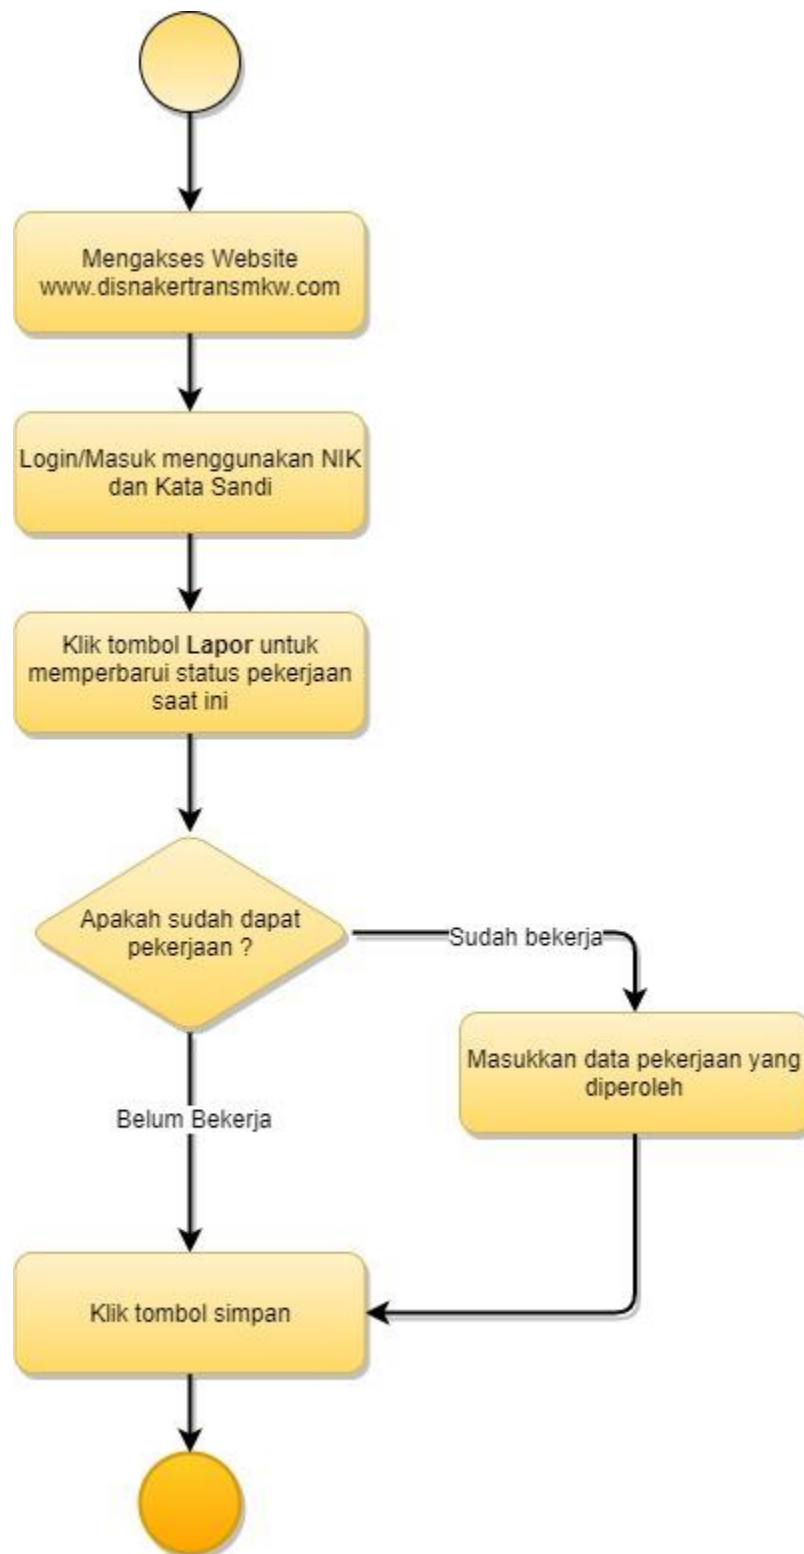 Mengakses Website
www.disnakertransmkw.com
Login/Masuk menggunakan NIK
dan Kata Sandi
Klik tombol Lapor untuk
memperbarui status pekerjaan
saat ini
Apakah sudah dapat
pekerjaan ?
Sudah bekerja
Masukkan data pekerjaan yang
diperoleh
Belum Bekerja
Klik tombol simpan